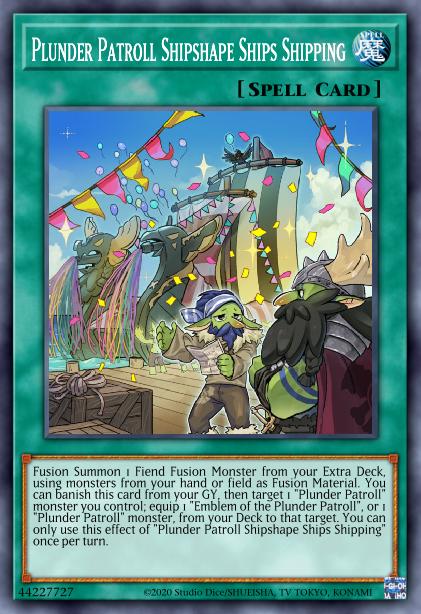 Plunder Patroll Shipshape Ships Shipping
SPELL
魔
[SPELL CARD]
Fusion Summon 1 Fiend Fusion Monster from your Extra Deck,
using monsters from your hand or field as Fusion Material. You
can banish this card from your GY, then target 1 "Plunder Patroll"
monster you control; equip 1 "Emblem of the Plunder Patroll", or 1
"Plunder Patroll" monster, from your Deck to that target. You can
only use this effect of "Plunder Patroll Shipshape Ships Shipping"
once per turn.
44227727
©2020 Studio Dice/SHUEISHA, TV TOKYO, KONAMI